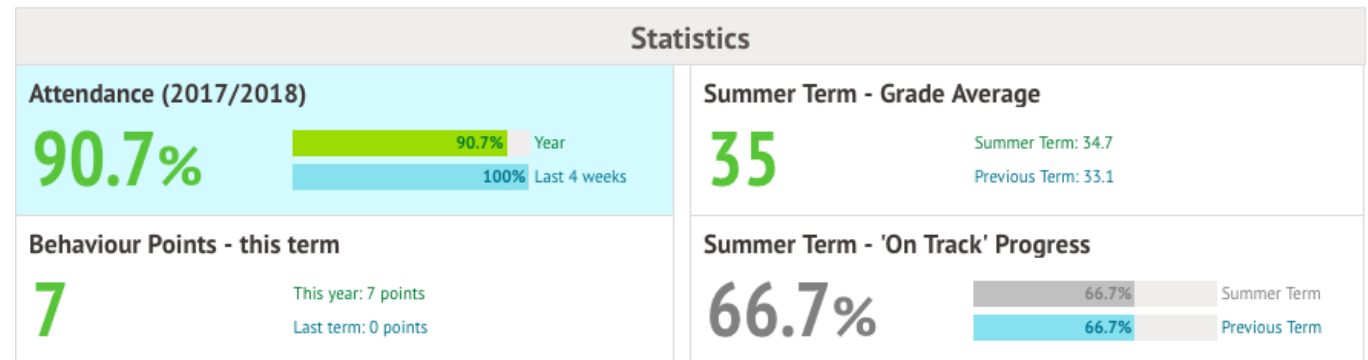 Statistics
Attendance (2017/2018)
90.7%
90.7% Year
100% Last 4 weeks
Summer Term - Grade Average
35
Summer Term: 34.7
Previous Term: 33.1
Behaviour Points - this term
7
This year: 7 points
Last term: 0 points
Summer Term - 'On Track' Progress
66.7%
66.7% Summer Term
66.7% Previous Term